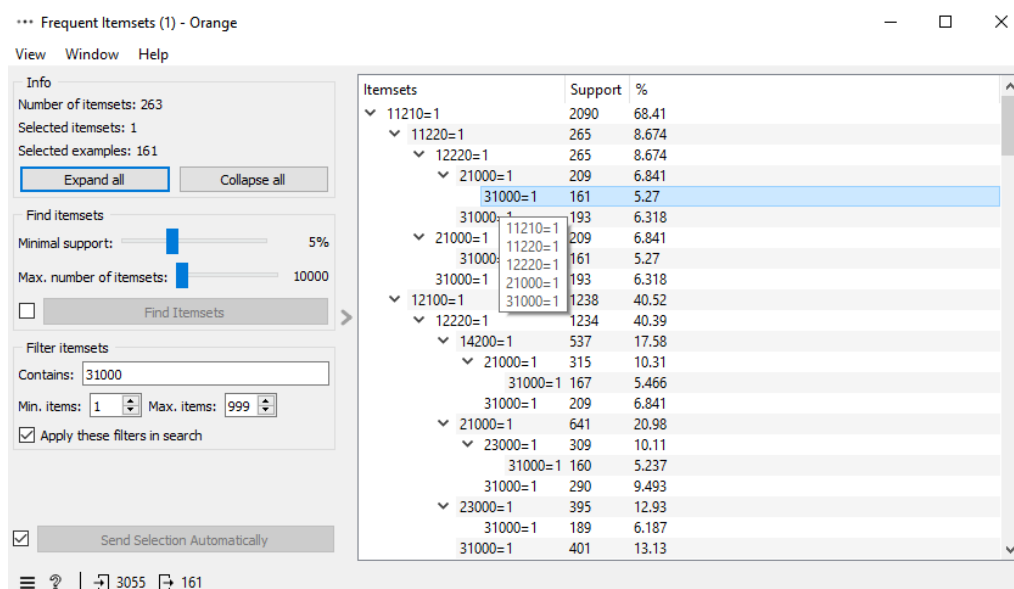 Frequent Itemsets (1) - Orange
View Window Help
Info
Number of itemsets: 263
Selected itemsets: 1
Selected examples: 161
Expand all Collapse all
Find itemsets
Minimal support: 5%
Max. number of itemsets: 10000
Find Itemsets
Filter itemsets
Contains: 31000
Min. items: 1 Max. items: 999
Apply these filters in search
Send Selection Automatically
3055 161
Itemsets Support %
11210=1 2090 68.41
11220=1 265 8.674
12220=1 265 8.674
21000=1 209 6.841
31000=1 161 5.27
31000=1 193 6.318
21000=1 209 6.841
31000 161 5.27
31000=1 193 6.318
12100=1 1238 40.52
12220=1 1234 40.39
14200=1 537 17.58
21000=1 315 10.31
31000=1 167 5.466
31000=1 209 6.841
21000=1 641 20.98
23000=1 309 10.11
31000=1 160 5.237
31000=1 290 9.493
23000=1 395 12.93
31000=1 189 6.187
31000=1 401 13.13
11210=1
11220=1
12220=1
21000=1
31000=1